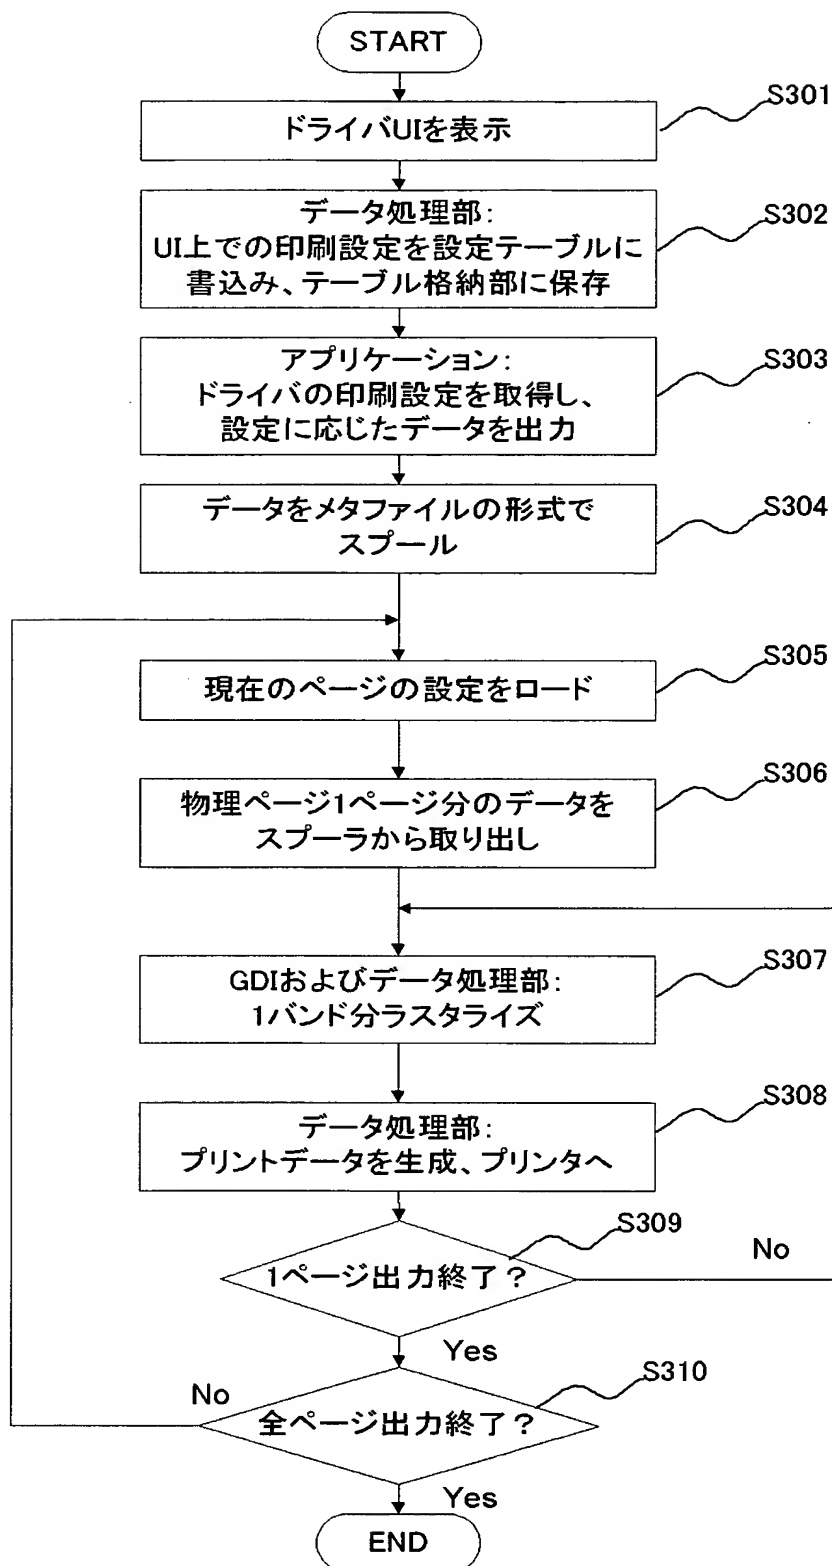 START
S301
ドライバUIを表示
S302
データ処理部:
UI上での印刷設定を設定テーブルに
書込み、テーブル格納部に保存
S303
アプリケーション:
ドライバの印刷設定を取得し、
設定に応じたデータを出力
S304
データをメタファイルの形式で
スプール
S305
現在のページの設定をロード
S306
物理ページ1ページ分のデータを
スプーラから取り出し
S307
GDIおよびデータ処理部:
1バンド分ラスタライズ
S308
データ処理部:
プリントデータを生成、プリンタへ
S309
1ページ出力終了?
No
Yes
S310
No
全ページ出力終了?
Yes
END